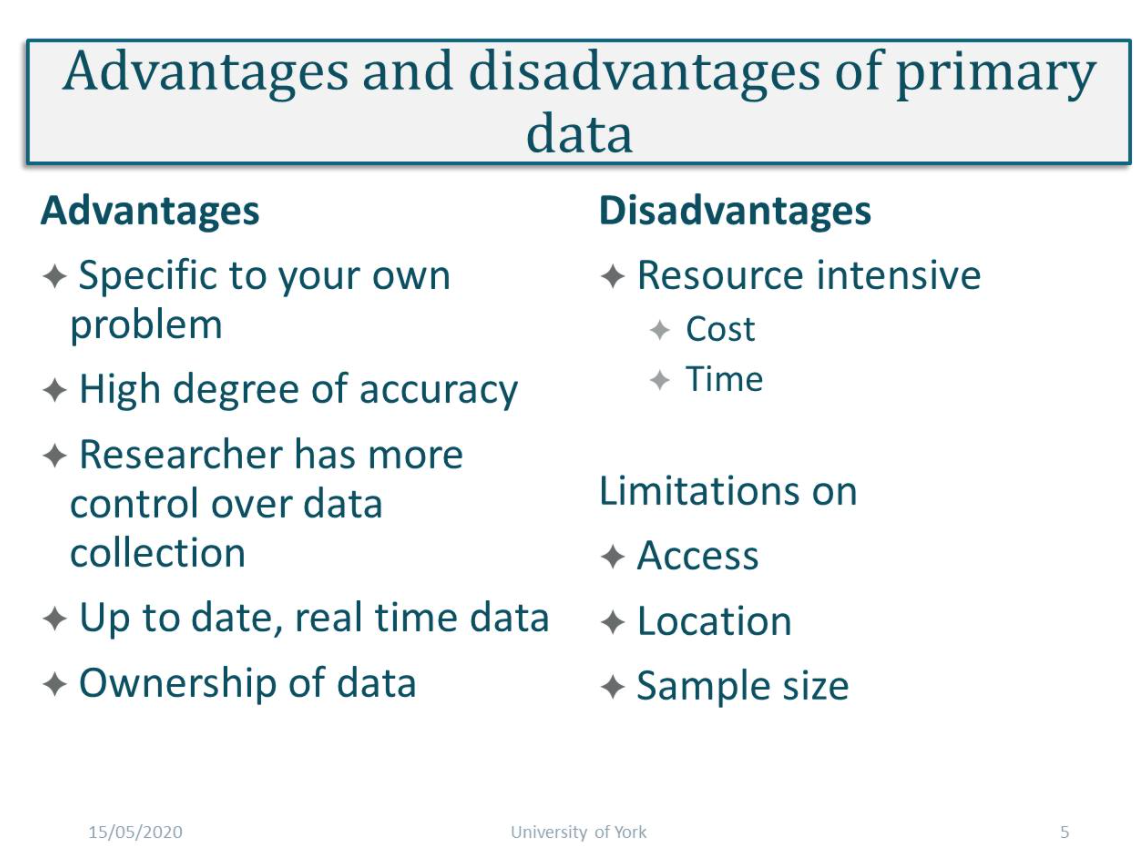 Advantages and disadvantages of primary
data
Advantages
✦ Specific to your own
problem
✦ High degree of accuracy
✦ Researcher has more
control over data
collection
✦ Up to date, real time data
✦ Ownership of data
Disadvantages
✦ Resource intensive
✦ Cost
✦ Time
Limitations on
✦ Access
✦ Location
✦ Sample size
15/05/2020
University of York
5